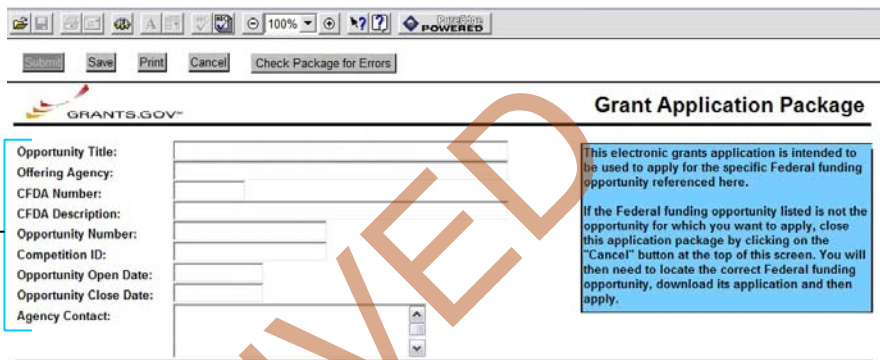 100%
PureEdge POWERED
Submit Save Print Cancel Check Package for Errors
GRANTS.GOV℠
Grant Application Package
Opportunity Title:
Offering Agency:
CFDA Number:
CFDA Description:
Opportunity Number:
Competition ID:
Opportunity Open Date:
Opportunity Close Date:
Agency Contact:
This electronic grants application is intended to
be used to apply for the specific Federal funding
opportunity referenced here.
If the Federal funding opportunity listed is not the
opportunity for which you want to apply, close
this application package by clicking on the
"Cancel" button at the top of this screen. You will
then need to locate the correct Federal funding
opportunity, download its application and then
apply.